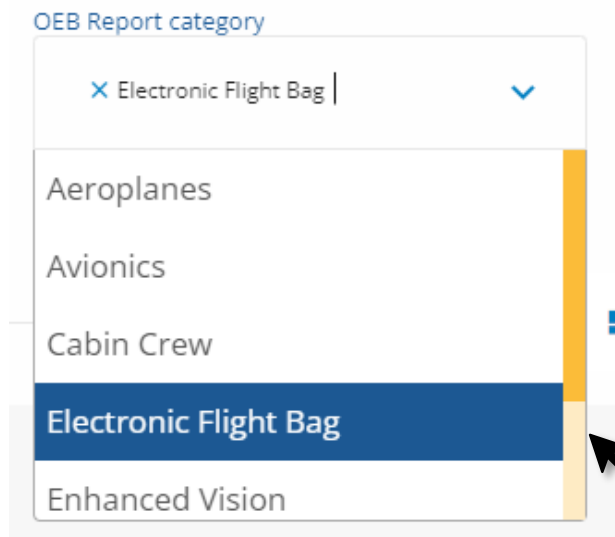 OEB Report category
× Electronic Flight Bag
Aeroplanes
Avionics
Cabin Crew
Electronic Flight Bag
Enhanced Vision